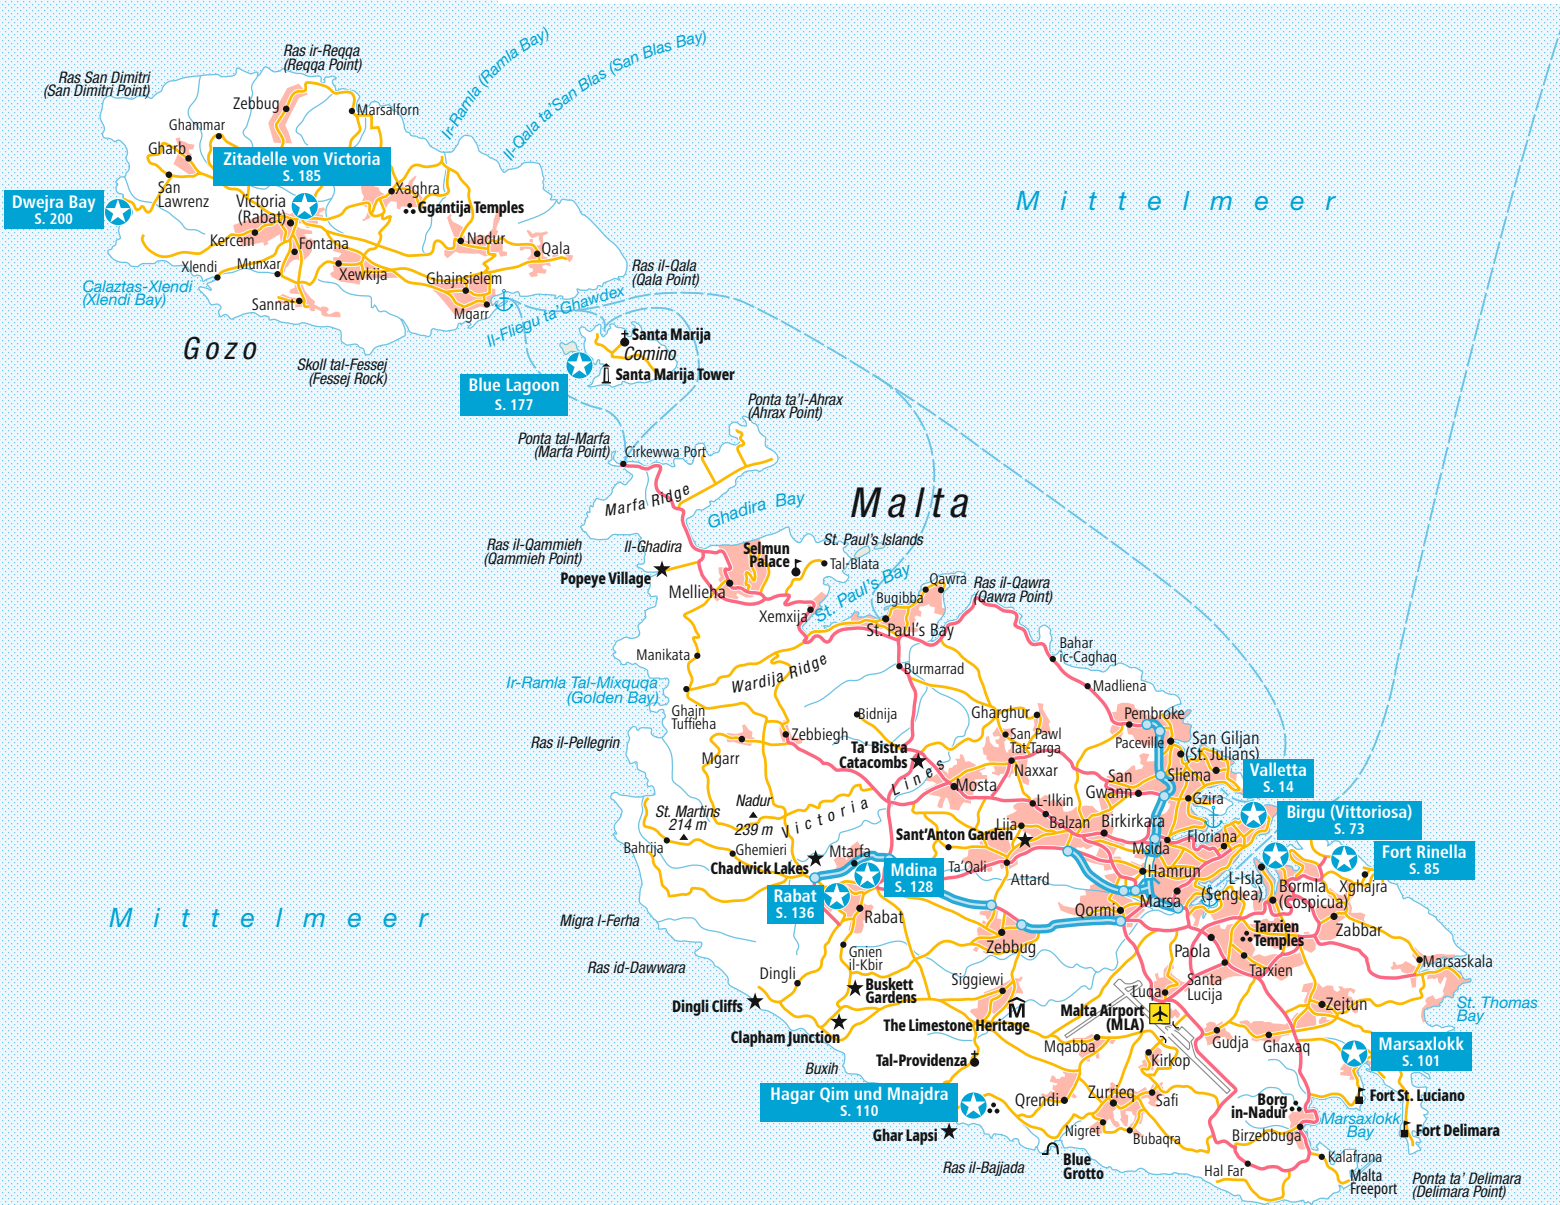 Ras ir-Reqqa
(Reqqa Point)
Ras San Dimitri
(San Dimitri Point)
Ir-Ramla (Ramla Bay)
Il-Qala ta'San Blas (San Blas Bay)
Zebbug
Marsalforn
Ghammar
Gharb
Zitadelle von Victoria
S. 185
San
Lawrenz
Dwejra Bay
S. 200
Victoria
(Rabat)
Xaghra
Ggantija Temples
Mittelmeer
Kercem
Fontana
Nadur
Qala
Xlendi
Munxar
Xewkija
Ghajnsielem
Ras il-Qala
(Qala Point)
Calaztas-Xlendi
(Xlendi Bay)
Sannat
Mgarr
Il-Fliegu ta'Ghawdex
Gozo
Santa Marija
Comino
Skoll tal-Fessej
(Fessej Rock)
Santa Marija Tower
Blue Lagoon
S. 177
Ponta ta'l-Ahrax
(Ahrax Point)
Ponta tal-Marfa
(Marfa Point)
Cirkewwa Port
Marfa Ridge
Ghadira Bay
Malta
Ras il-Qammieh
(Qammieh Point)
Il-Ghadira
Selmun
Palace
St. Paul's Islands
Tal-Blata
Popeye Village
Mellieha
St. Paul's Bay
Qawra
Bugibba
Ras il-Qawra
(Qawra Point)
Xemxija
St. Paul's Bay
Manikata
Wardija Ridge
Burmarrad
Bahar
ic-Caghaq
Madliena
Ir-Ramla Tal-Mixquqa
(Golden Bay)
Ghajn
Tuffieha
Bidnija
Gharghur
Pembroke
Ras il-Pellegrin
Mgarr
Zebbiegh
Ta' Bistra
Catacombs
San Pawl
Tat-Targa
Naxxar
Paceville
San Giljan
(St. Julians)
Sliema
Valletta
S. 14
Victoria Lines
Mosta
San
Gwann
Gzira
St. Martins
214 m
Nadur
239 m
L-Ilkin
Balzan
Birkirkara
Birgu (Vittoriosa)
S. 73
Lija
Sant'Anton Garden
Floriana
Bahrija
Ghemieri
Mtarfa
Msida
Fort Rinella
S. 85
Chadwick Lakes
Mdina
S. 128
Ta'Qali
Attard
Hamrun
L-Isla
(Senglea)
Bormla
(Cospicua)
Xghajra
Rabat
S. 136
Rabat
Qormi
Marsa
Mittelmeer
Migra l-Ferha
Zebbug
Tarxien
Temples
Zabbar
Gnien
il-Kbir
Paola
Tarxien
Marsaskala
Ras id-Dawwara
Dingli
Siggiewi
Santa
Lucija
Luqa
Buskett
Gardens
Dingli Cliffs
The Limestone Heritage
Malta Airport
(MLA)
Zejtun
St. Thomas
Bay
Clapham Junction
Mqabba
Gudja
Ghaxaq
Marsaxlokk
S. 101
Buxih
Tal-Providenza
Kirkop
Hagar Qim und Mnajdra
S. 110
Qrendi
Zurrieq
Safi
Borg
in-Nadur
Fort St. Luciano
Marsaxlokk
Bay
Ghar Lapsi
Nigret
Bubaqra
Birzebbuga
Fort Delimara
Ras il-Bajjada
Blue
Grotto
Hal Far
Kalafrana
Malta
Freeport
Ponta ta' Delimara
(Delimara Point)